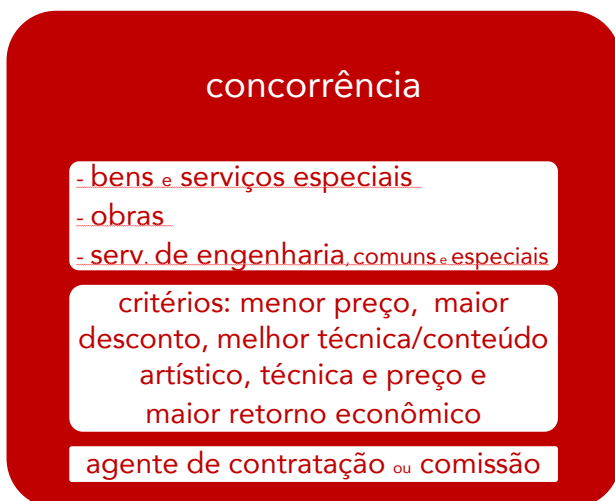 concorrência
- bens e serviços especiais
- obras
- serv. de engenharia, comuns e especiais
critérios: menor preço, maior
desconto, melhor técnica/conteúdo
artístico, técnica e preço e
maior retorno econômico
agente de contratação ou comissão